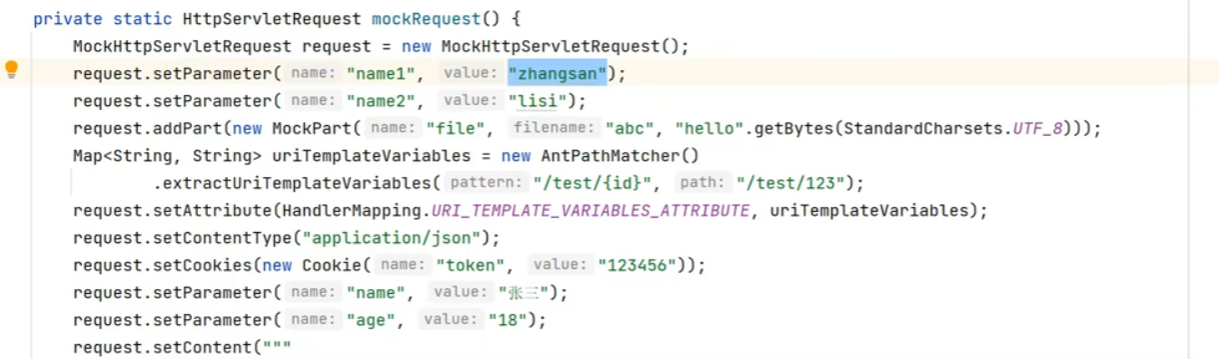 private static HttpServletRequest mockRequest() {
MockHttpServletRequest request = new MockHttpServletRequest();
request.setParameter( name: "name1", value: "zhangsan");
request.setParameter( name: "name2", value: "lisi");
request.addPart(new MockPart( name: "file", filename: "abc", "hello".getBytes(StandardCharsets.UTF_8)));
Map<String, String> uriTemplateVariables = new AntPathMatcher()
.extractUriTemplateVariables( pattern: "/test/{id}", path: "/test/123");
request.setAttribute(HandlerMapping.URI_TEMPLATE_VARIABLES_ATTRIBUTE, uriTemplateVariables);
request.setContentType("application/json");
request.setCookies(new Cookie( name: "token", value: "123456"));
request.setParameter( name: "name", value: "张三");
request.setParameter( name: "age", value: "18");
request.setContent("""